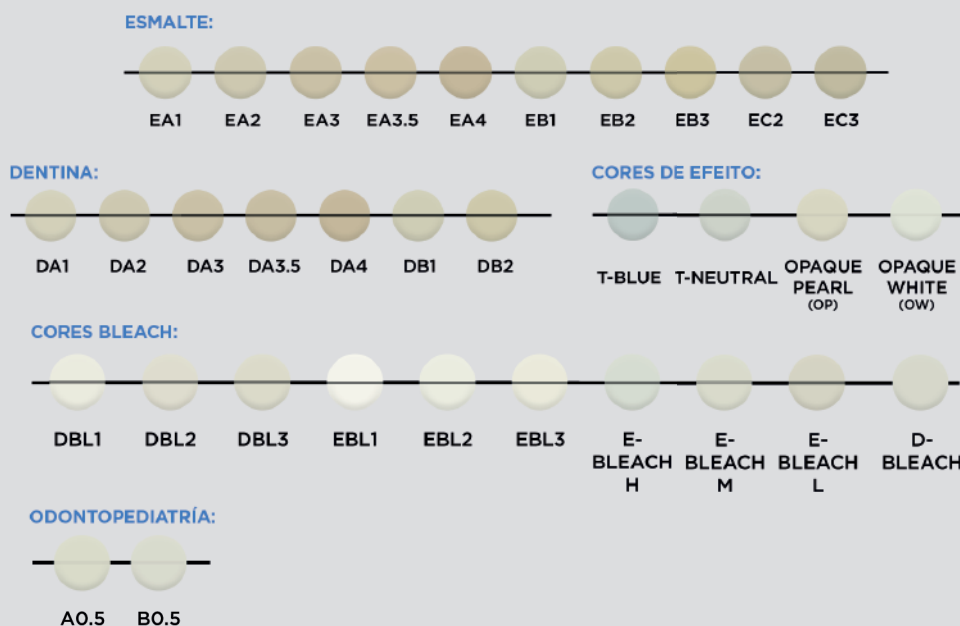 ESMALTE:
EA1 EA2 EA3 EA3.5 EA4 EB1 EB2 EB3 EC2 EC3
DENTINA:
DA1 DA2 DA3 DA3.5 DA4 DB1 DB2
CORES DE EFEITO:
T-BLUE T-NEUTRAL OPAQUE OPAQUE
PEARL WHITE
(OP) (OW)
CORES BLEACH:
DBL1 DBL2 DBL3 EBL1 EBL2 EBL3 E- E- E- D-
BLEACH BLEACH BLEACH BLEACH
H M L
ODONTOPEDIATRÍA:
A0.5 B0.5